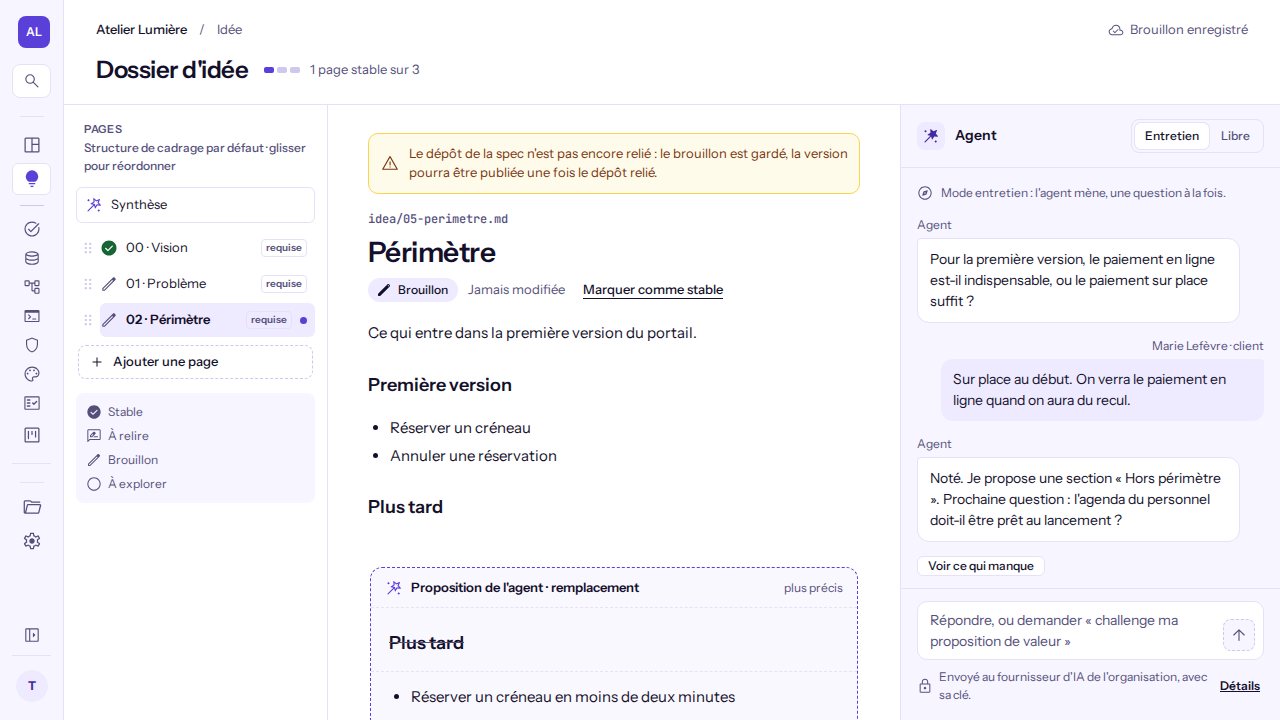 AL
Atelier Lumière / Idée
Brouillon enregistré
Dossier d'idée
1 page stable sur 3
PAGES
Structure de cadrage par défaut · glisser
pour réordonner
Synthèse
00 · Vision requise
01 · Problème requise
02 · Périmètre requise
Ajouter une page
Stable
À relire
Brouillon
À explorer
T
Le dépôt de la spec n'est pas encore relié : le brouillon est gardé, la version
pourra être publiée une fois le dépôt relié.
idea/05-perimetre.md
Périmètre
Brouillon Jamais modifiée Marquer comme stable
Ce qui entre dans la première version du portail.
Première version
Réserver un créneau
Annuler une réservation
Plus tard
Proposition de l'agent · remplacement plus précis
Plus tard
Réserver un créneau en moins de deux minutes
Agent
Entretien Libre
Mode entretien : l'agent mène, une question à la fois.
Agent
Pour la première version, le paiement en ligne
est-il indispensable, ou le paiement sur place
suffit ?
Marie Lefèvre · client
Sur place au début. On verra le paiement en
ligne quand on aura du recul.
Agent
Noté. Je propose une section « Hors périmètre
». Prochaine question : l'agenda du personnel
doit-il être prêt au lancement ?
Voir ce qui manque
Répondre, ou demander « challenge ma
proposition de valeur »
Envoyé au fournisseur d'IA de l'organisation, avec
sa clé.
Détails